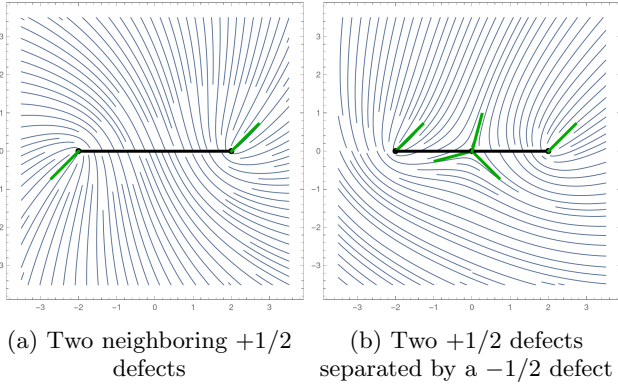 3
2
1
0
−1
−2
−3
−3 −2 −1 0 1 2 3
3
2
1
0
−1
−2
−3
−3 −2 −1 0 1 2 3
(a) Two neighboring +1/2
defects
(b) Two +1/2 defects
separated by a −1/2 defect